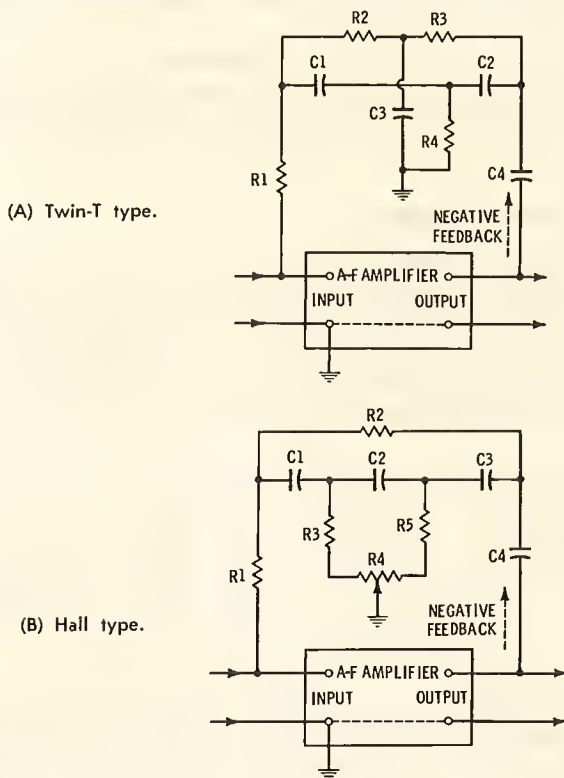 R2
R3
C1
C2
C3
R4
R1
C4
(A) Twin-T type.
NEGATIVE
FEEDBACK
A-F AMPLIFIER
INPUT OUTPUT
R2
C1
C2
C3
R3
R5
R4
R1
C4
(B) Hall type.
NEGATIVE
FEEDBACK
A-F AMPLIFIER
INPUT OUTPUT